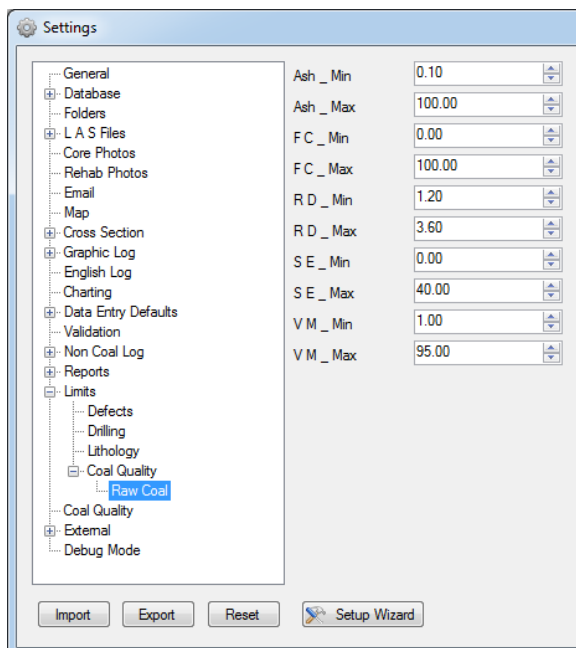 Settings
General
Database
Folders
L A S Files
Core Photos
Rehab Photos
Email
Map
Cross Section
Graphic Log
English Log
Charting
Data Entry Defaults
Validation
Non Coal Log
Reports
Limits
Defects
Drilling
Lithology
Coal Quality
Raw Coal
Coal Quality
External
Debug Mode
Ash _ Min 0.10
Ash _ Max 100.00
F C _ Min 0.00
F C _ Max 100.00
R D _ Min 1.20
R D _ Max 3.60
S E _ Min 0.00
S E _ Max 40.00
V M _ Min 1.00
V M _ Max 95.00
Import Export Reset Setup Wizard